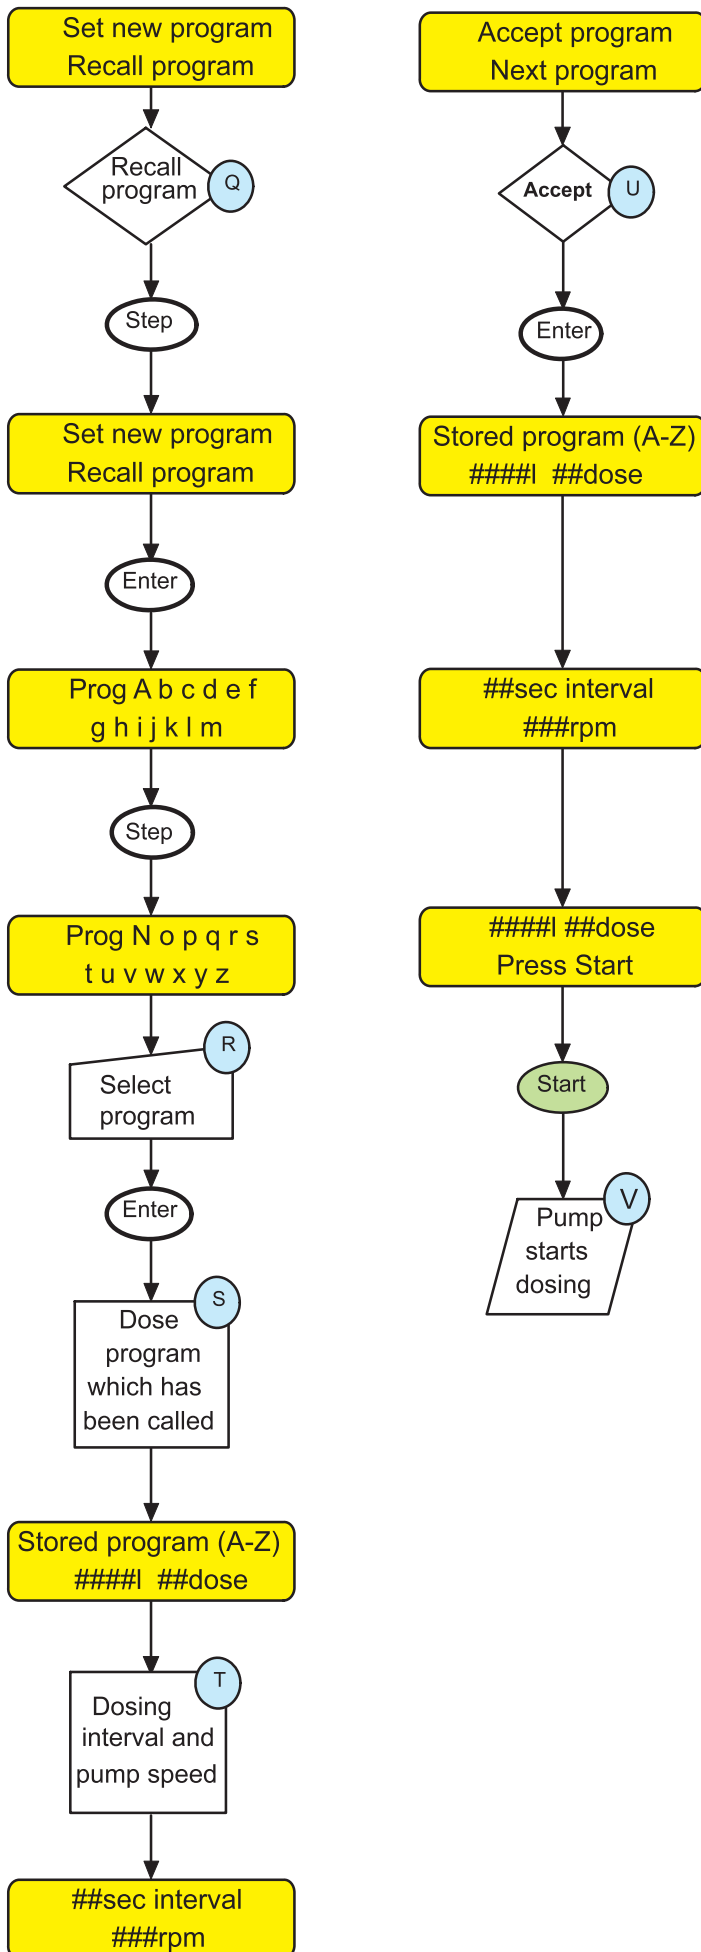 Set new program
Recall program
Recall
program
Q
Step
Set new program
Recall program
Enter
Prog A b c d e f
g h i j k l m
Step
Prog N o p q r s
t u v w x y z
R
Select
program
Enter
S
Dose
program
which has
been called
Stored program (A-Z)
####l ##dose
T
Dosing
interval and
pump speed
##sec interval
###rpm
Accept program
Next program
Accept
U
Enter
Stored program (A-Z)
####l ##dose
##sec interval
###rpm
####l ##dose
Press Start
Start
V
Pump
starts
dosing